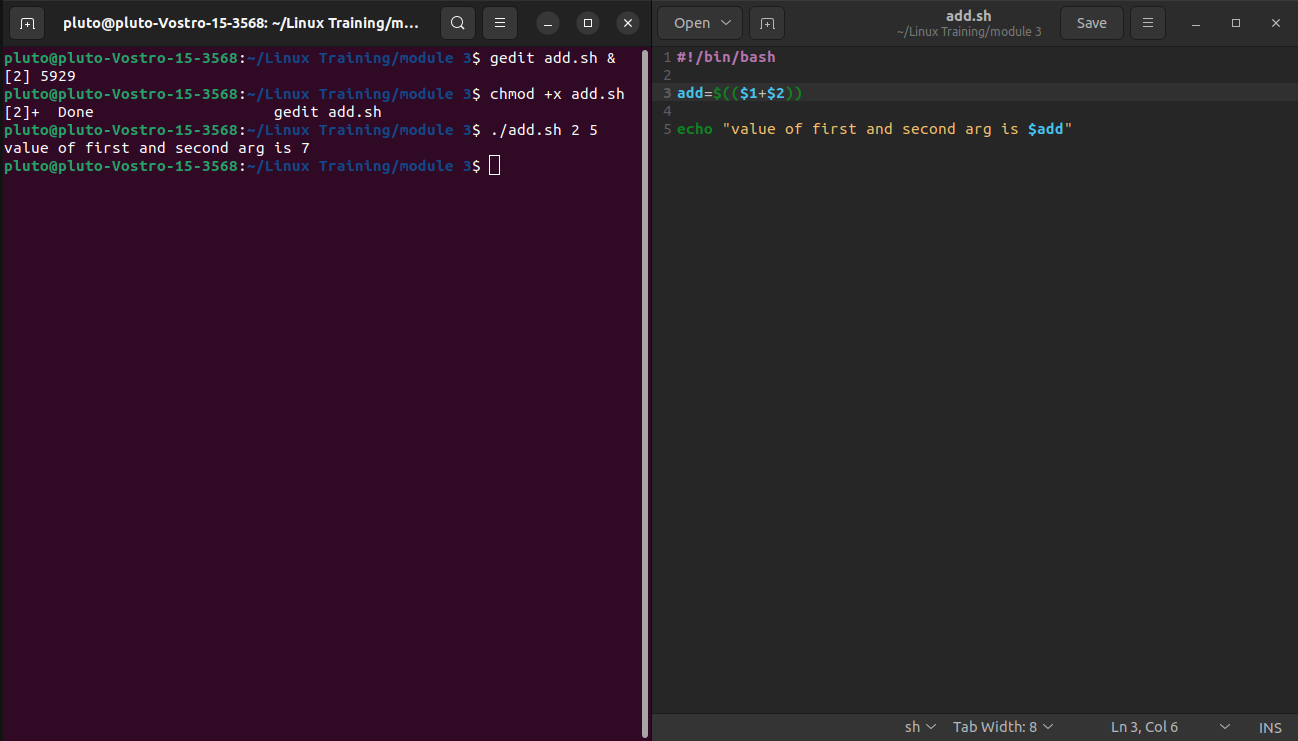 pluto@pluto-Vostro-15-3568: ~/Linux Training/m...
pluto@pluto-Vostro-15-3568:~/Linux Training/module 3$ gedit add.sh &
[2] 5929
pluto@pluto-Vostro-15-3568:~/Linux Training/module 3$ chmod +x add.sh
[2]+  Done                    gedit add.sh
pluto@pluto-Vostro-15-3568:~/Linux Training/module 3$ ./add.sh 2 5
value of first and second arg is 7
pluto@pluto-Vostro-15-3568:~/Linux Training/module 3$
Open
add.sh
~/Linux Training/module 3
Save
1 #!/bin/bash
2
3 add=$(($1+$2))
4
5 echo "value of first and second arg is $add"
sh Tab Width: 8 Ln 3, Col 6 INS